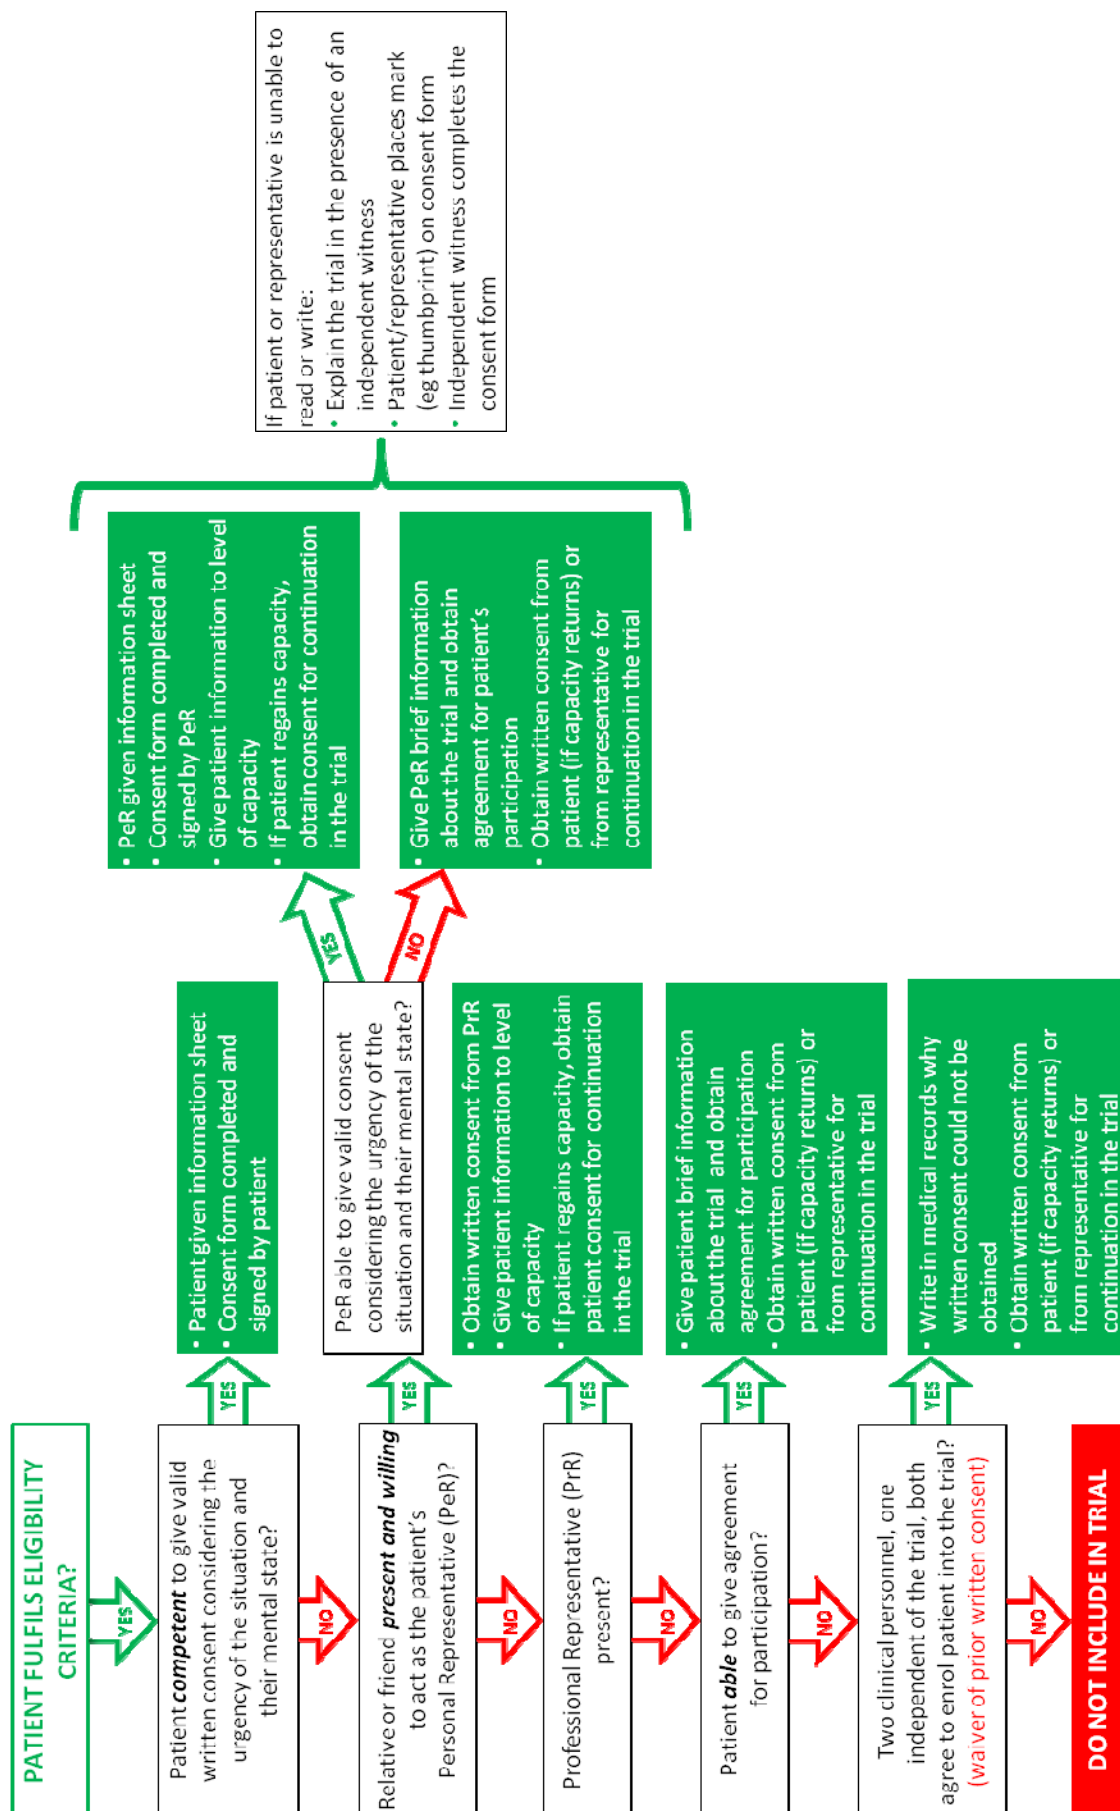 PATIENT FULFILS ELIGIBILITY
CRITERIA?
YES
Patient competent to give valid
written consent considering the
urgency of the situation and
their mental state?
YES
• Patient given information sheet
• Consent form completed and
signed by patient
NO
Relative or friend present and willing
to act as the patient's
Personal Representative (PeR)?
YES
PeR able to give valid consent
considering the urgency of the
situation and their mental state?
YES
• PeR given information sheet
• Consent form completed and
signed by PeR
• Give patient information to level
of capacity
• If patient regains capacity,
obtain consent for continuation
in the trial
NO
• Give PeR brief information
about the trial and obtain
agreement for patient's
participation
• Obtain written consent from
patient (if capacity returns) or
from representative for
continuation in the trial
If patient or representative is unable to
read or write:
• Explain the trial in the presence of an
independent witness
• Patient/representative places mark
(eg thumbprint) on consent form
• Independent witness completes the
consent form
NO
Professional Representative (PrR)
present?
YES
• Obtain written consent from PrR
• Give patient information to level
of capacity
• If patient regains capacity, obtain
patient consent for continuation
in the trial
NO
Patient able to give agreement
for participation?
YES
• Give patient brief information
about the trial and obtain
agreement for participation
• Obtain written consent from
patient (if capacity returns) or
from representative for
continuation in the trial
NO
Two clinical personnel, one
independent of the trial, both
agree to enrol patient into the trial?
(waiver of prior written consent)
YES
• Write in medical records why
written consent could not be
obtained
• Obtain written consent from
patient (if capacity returns) or
from representative for
continuation in the trial
NO
DO NOT INCLUDE IN TRIAL